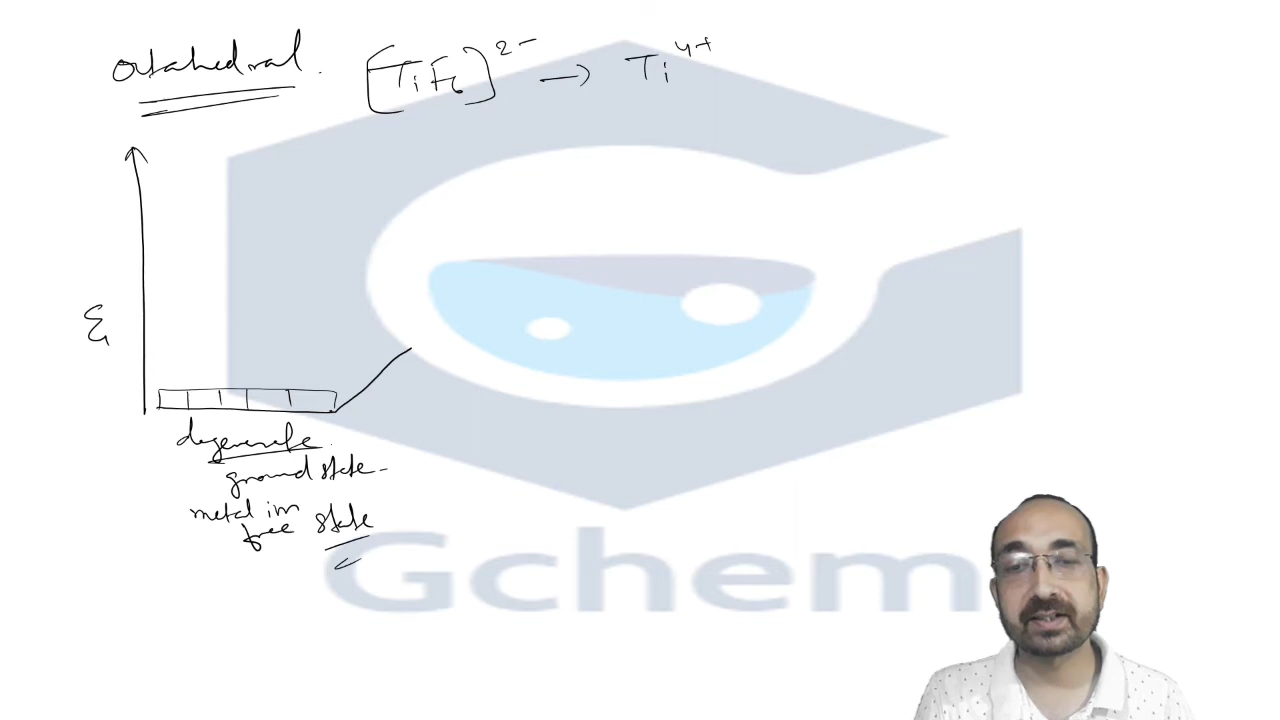 Octahedral. [TiF6]2- → Ti4+
E
degenerate.
ground state -
metal ion
free state
Gchem